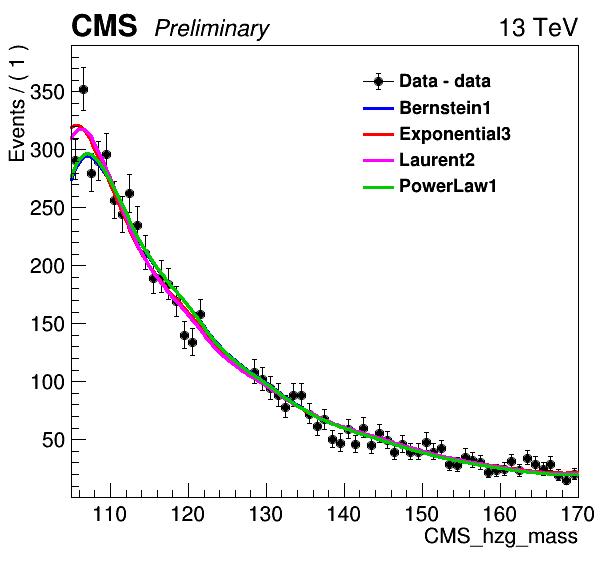 CMS Preliminary 13 TeV
Events / ( 1 )
Data - data
Bernstein1
Exponential3
Laurent2
PowerLaw1
350
300
250
200
150
100
50
110 120 130 140 150 160 170
CMS_hzg_mass